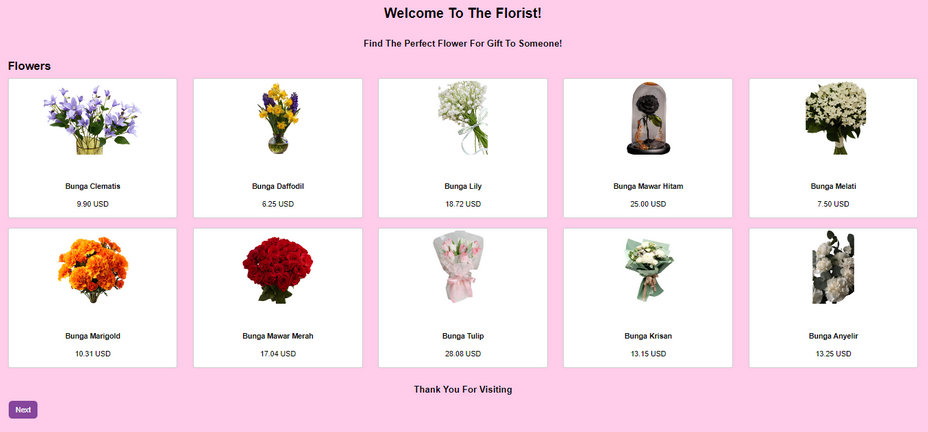 Welcome To The Florist!
Find The Perfect Flower For Gift To Someone!
Flowers
Bunga Clematis
9.90 USD
Bunga Daffodil
6.25 USD
Bunga Lily
18.72 USD
Bunga Mawar Hitam
25.00 USD
Bunga Melati
7.50 USD
Bunga Marigold
10.31 USD
Bunga Mawar Merah
17.04 USD
Bunga Tulip
28.08 USD
Bunga Krisan
13.15 USD
Bunga Anyelir
13.25 USD
Thank You For Visiting
Next